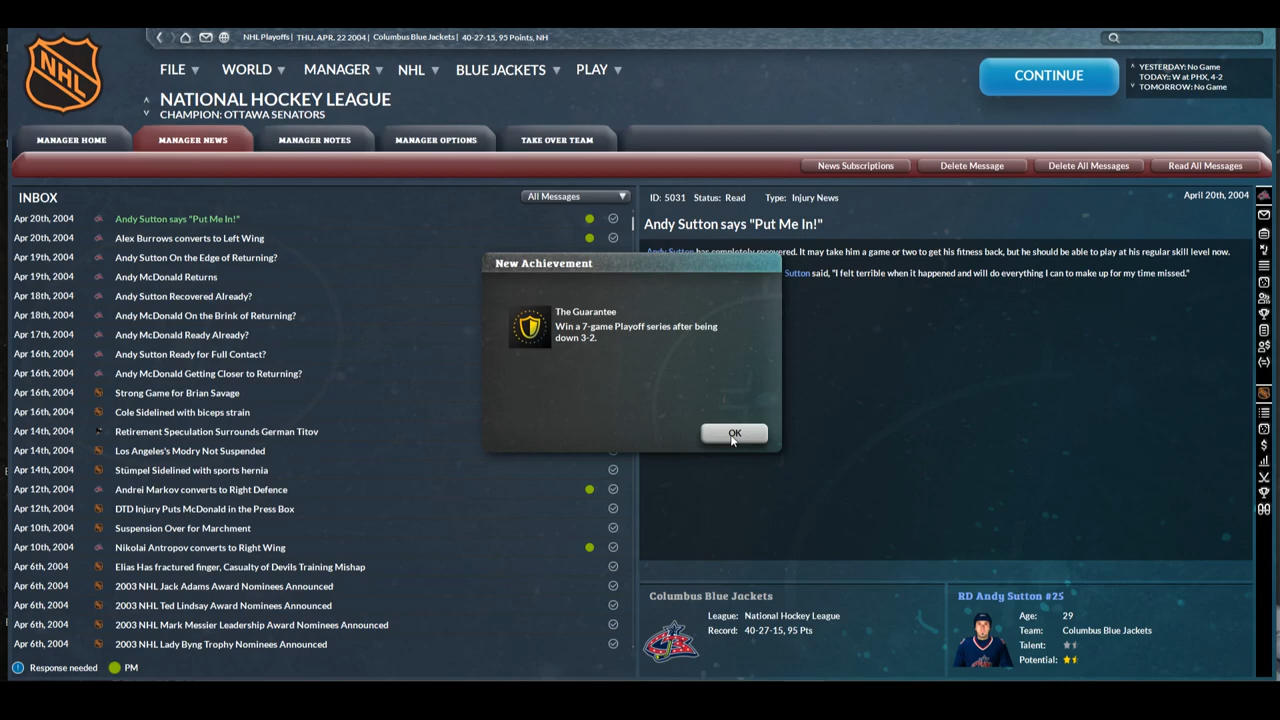 NHL Playoffs | THU. APR. 22 2004 | Columbus Blue Jackets | 40-27-15, 95 Points, NH
NHL
FILE WORLD MANAGER NHL BLUE JACKETS PLAY
CONTINUE
YESTERDAY: No Game
TODAY: W at PHX, 4-2
TOMORROW: No Game
NATIONAL HOCKEY LEAGUE
CHAMPION: OTTAWA SENATORS
MANAGER HOME MANAGER NEWS MANAGER NOTES MANAGER OPTIONS TAKE OVER TEAM
News Subscriptions Delete Message Delete All Messages Read All Messages
INBOX All Messages
Apr 20th, 2004 Andy Sutton says "Put Me In!"
Apr 20th, 2004 Alex Burrows converts to Left Wing
Apr 19th, 2004 Andy Sutton On the Edge of Returning?
Apr 19th, 2004 Andy McDonald Returns
Apr 18th, 2004 Andy Sutton Recovered Already?
Apr 18th, 2004 Andy McDonald On the Brink of Returning?
Apr 17th, 2004 Andy McDonald Ready Already?
Apr 16th, 2004 Andy Sutton Ready for Full Contact?
Apr 16th, 2004 Andy McDonald Getting Closer to Returning?
Apr 16th, 2004 Strong Game for Brian Savage
Apr 16th, 2004 Cole Sidelined with biceps strain
Apr 14th, 2004 Retirement Speculation Surrounds German Titov
Apr 14th, 2004 Los Angeles's Modry Not Suspended
Apr 14th, 2004 Stümpel Sidelined with sports hernia
Apr 12th, 2004 Andrei Markov converts to Right Defence
Apr 12th, 2004 DTD Injury Puts McDonald in the Press Box
Apr 10th, 2004 Suspension Over for Marchment
Apr 10th, 2004 Nikolai Antropov converts to Right Wing
Apr 6th, 2004 Elias Has fractured finger, Casualty of Devils Training Mishap
Apr 6th, 2004 2003 NHL Jack Adams Award Nominees Announced
Apr 6th, 2004 2003 NHL Ted Lindsay Award Nominees Announced
Apr 6th, 2004 2003 NHL Mark Messier Leadership Award Nominees Announced
Apr 6th, 2004 2003 NHL Lady Byng Trophy Nominees Announced
Response needed PM
ID: 5031 Status: Read Type: Injury News April 20th, 2004
Andy Sutton says "Put Me In!"
Andy Sutton has completely recovered. It may take him a game or two to get his fitness back, but he should be able to play at his regular skill level now.
Sutton said, "I felt terrible when it happened and will do everything I can to make up for my time missed."
New Achievement
The Guarantee
Win a 7-game Playoff series after being
down 3-2.
OK
Columbus Blue Jackets
League: National Hockey League
Record: 40-27-15, 95 Pts
RD Andy Sutton #25
Age: 29
Team: Columbus Blue Jackets
Talent:
Potential: